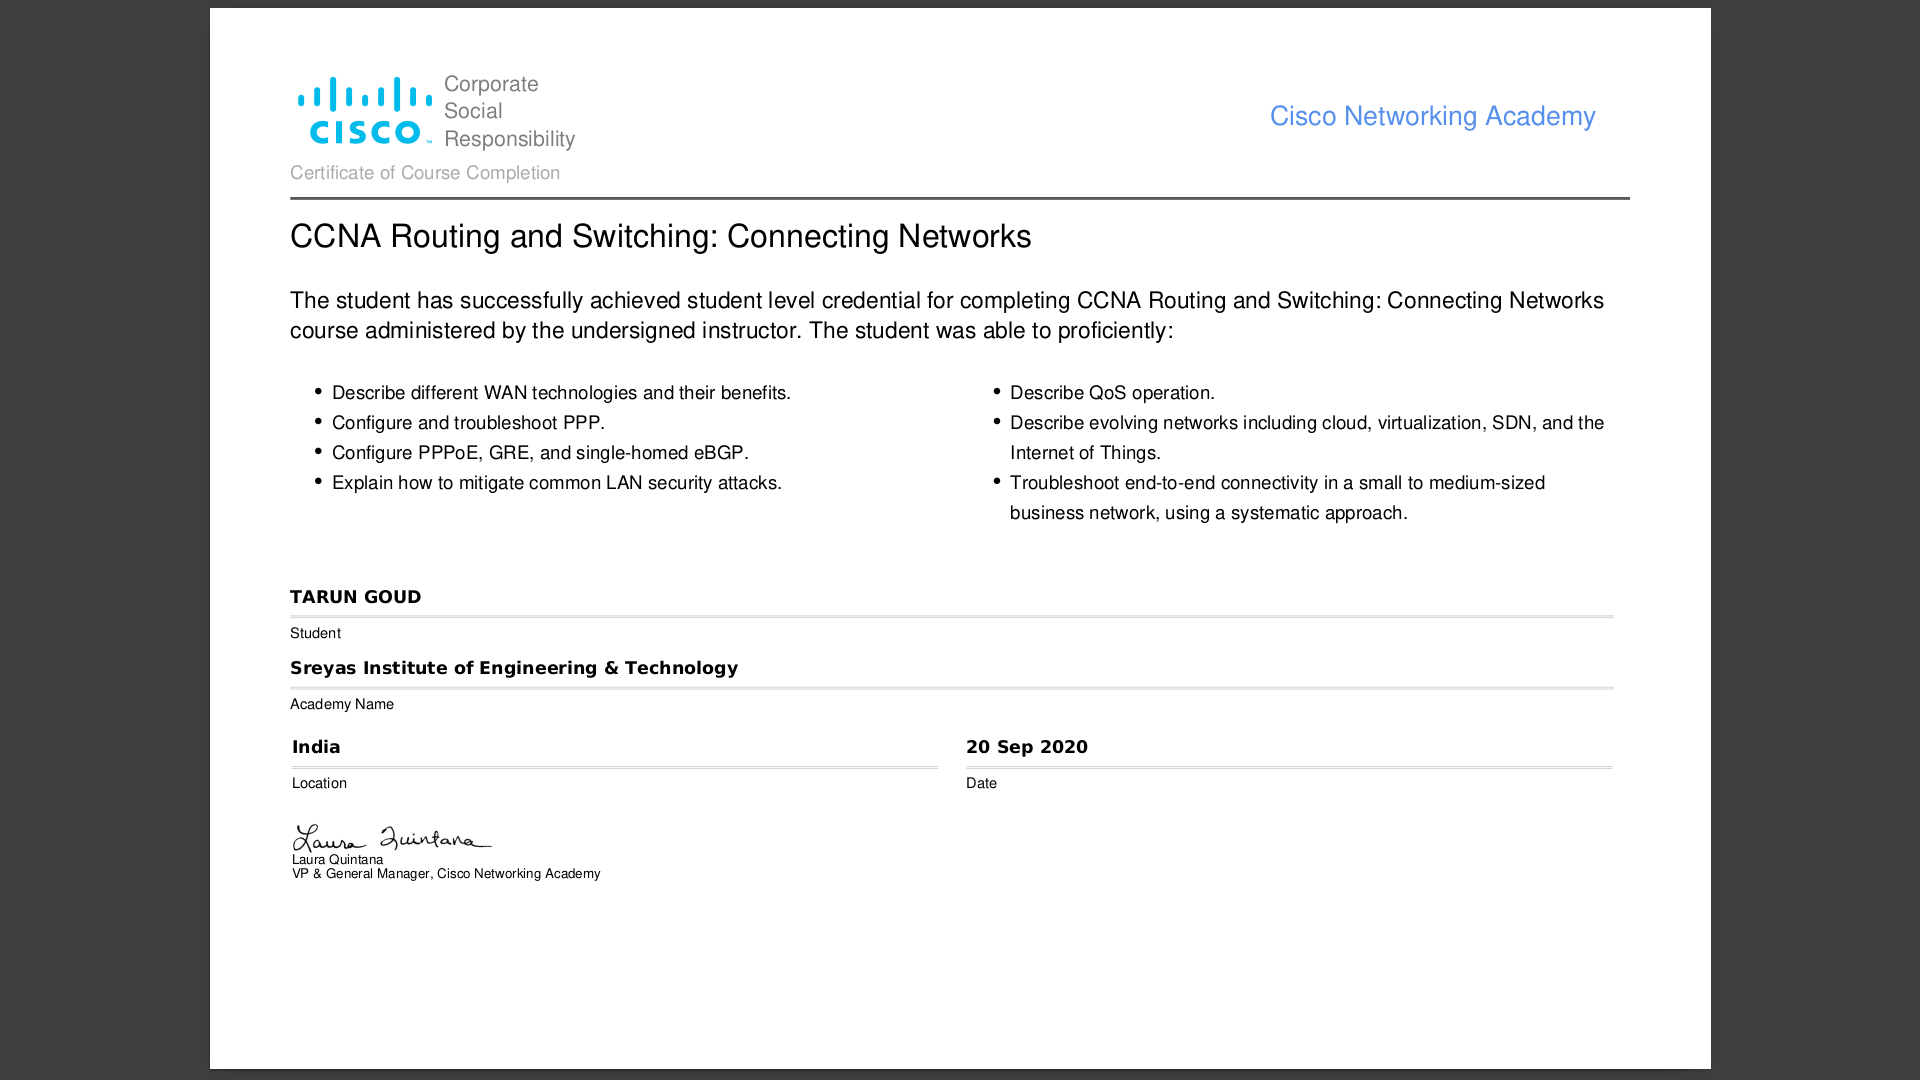 CISCO™
Corporate
Social
Responsibility
Cisco Networking Academy
Certificate of Course Completion
CCNA Routing and Switching: Connecting Networks
The student has successfully achieved student level credential for completing CCNA Routing and Switching: Connecting Networks
course administered by the undersigned instructor. The student was able to proficiently:
• Describe different WAN technologies and their benefits.
• Configure and troubleshoot PPP.
• Configure PPPoE, GRE, and single-homed eBGP.
• Explain how to mitigate common LAN security attacks.
• Describe QoS operation.
• Describe evolving networks including cloud, virtualization, SDN, and the
Internet of Things.
• Troubleshoot end-to-end connectivity in a small to medium-sized
business network, using a systematic approach.
TARUN GOUD
Student
Sreyas Institute of Engineering & Technology
Academy Name
India
Location
20 Sep 2020
Date
Laura Quintana
Laura Quintana
VP & General Manager, Cisco Networking Academy